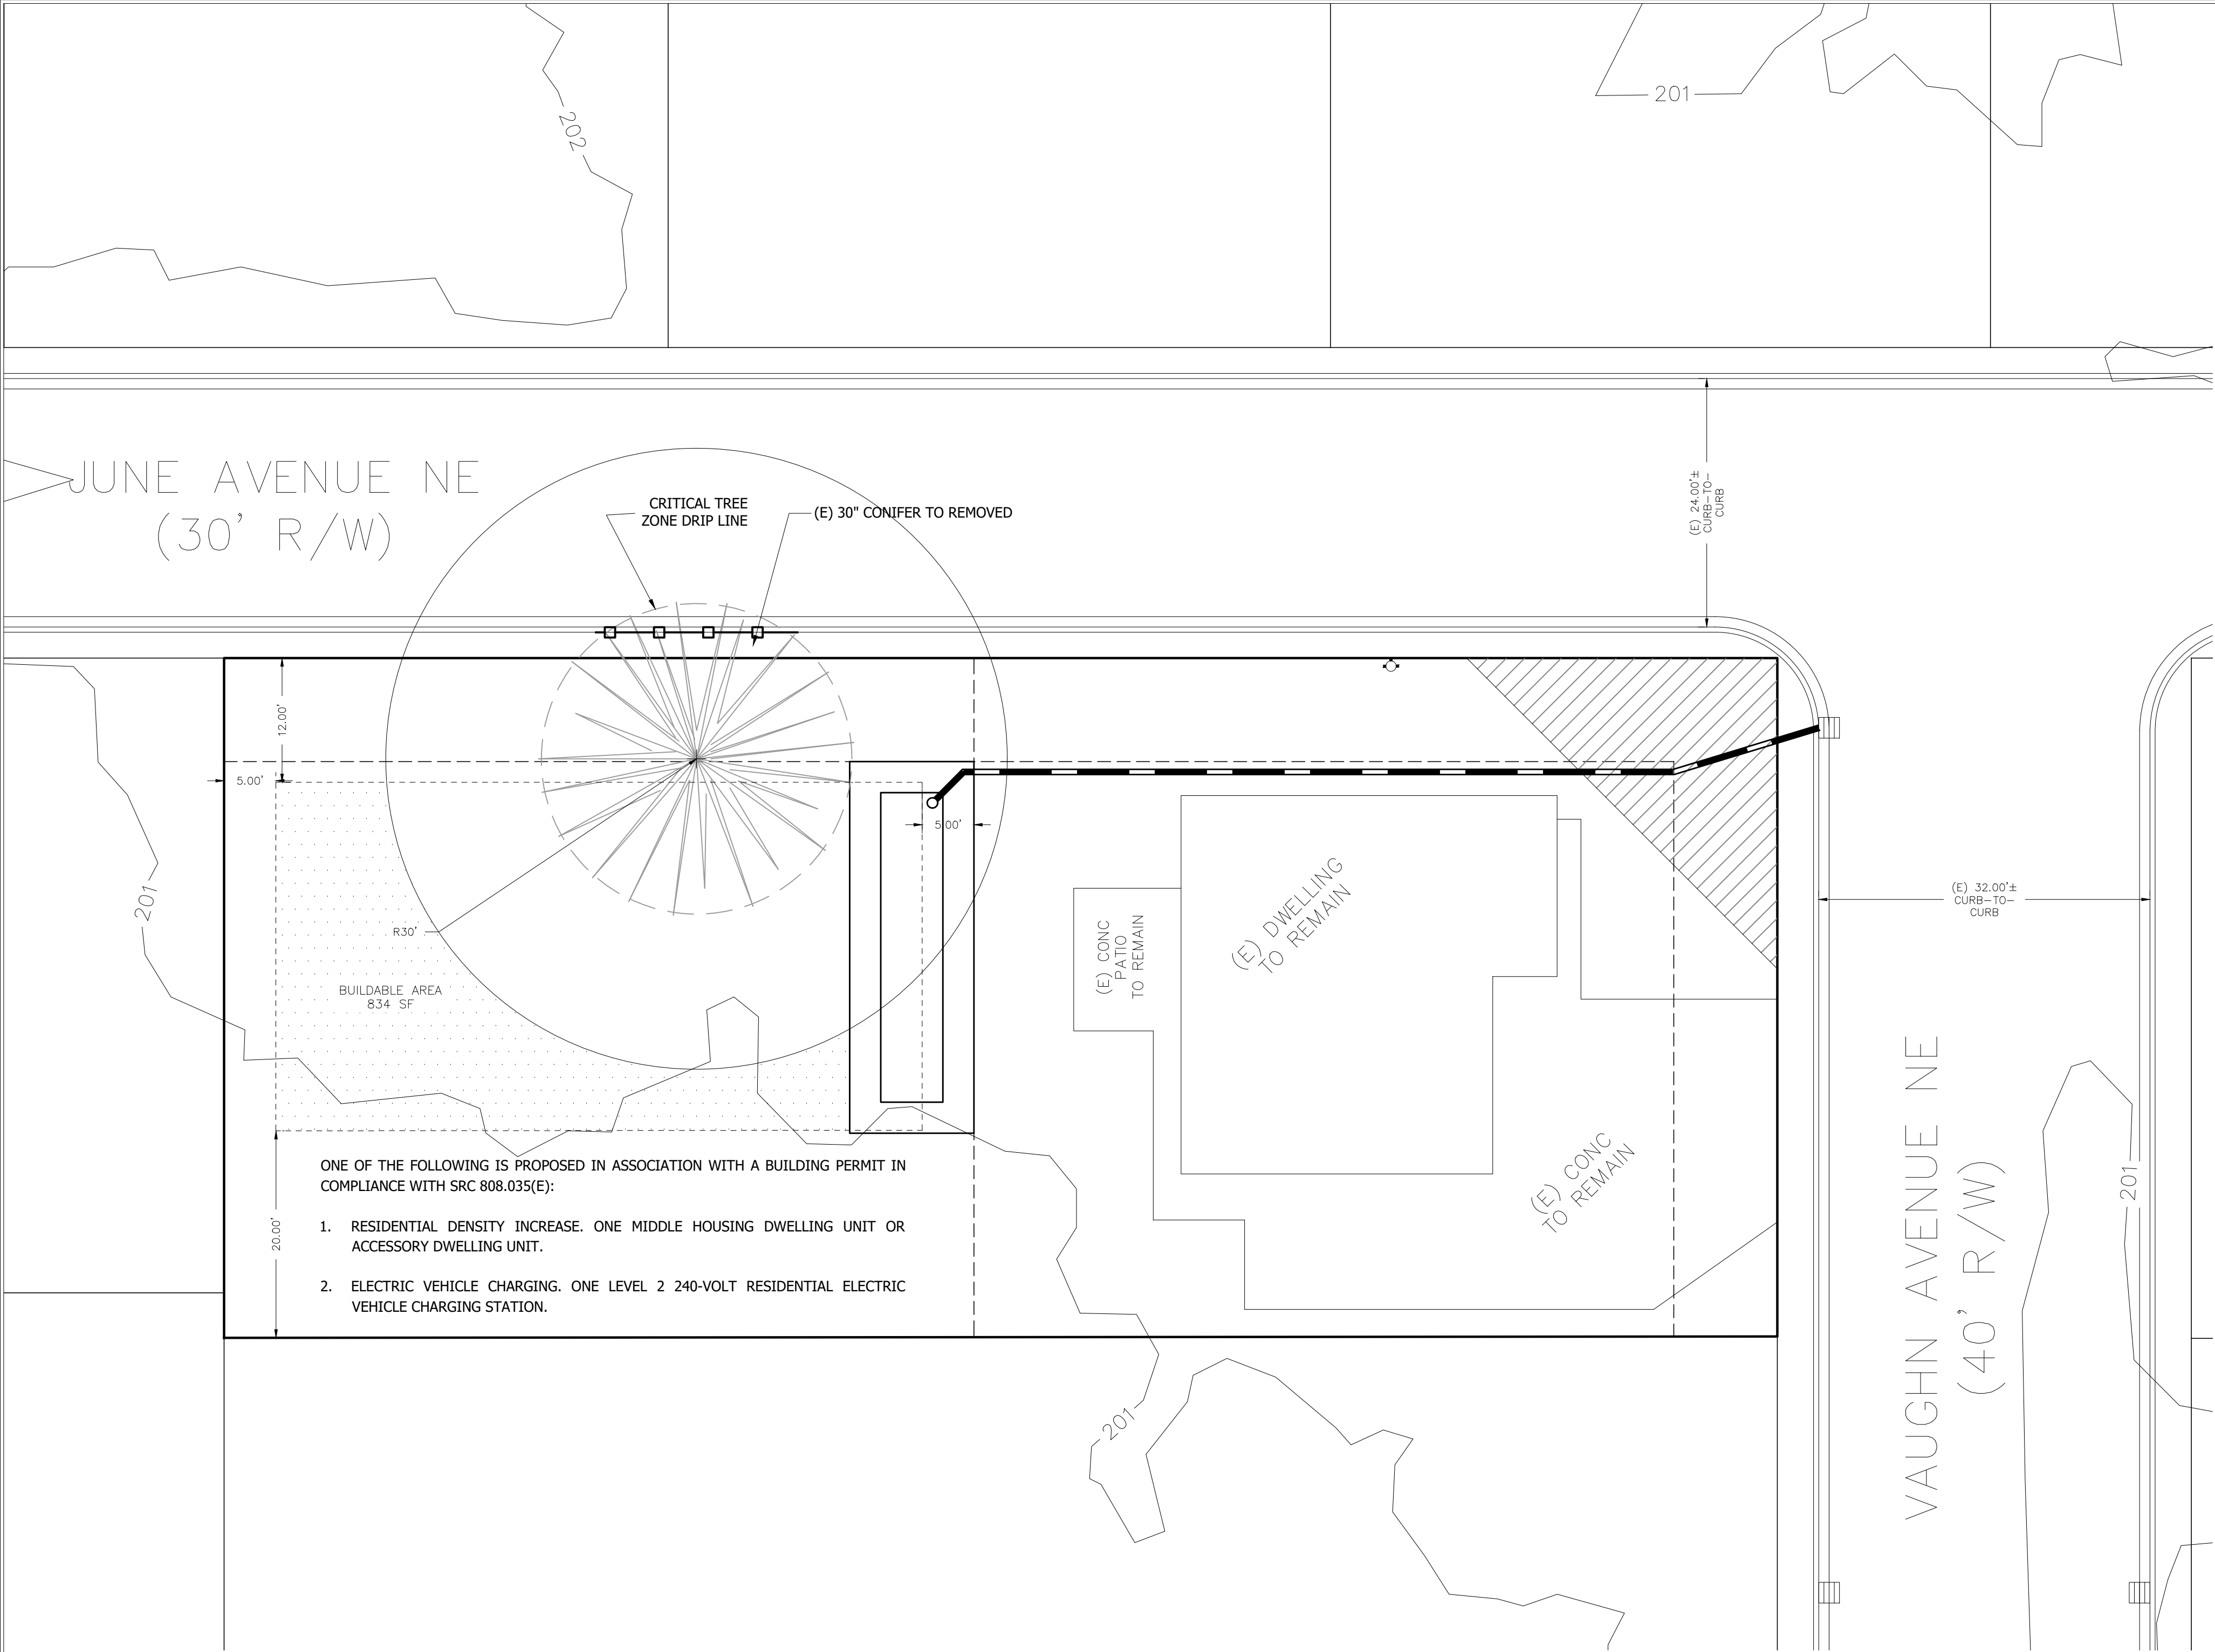 202
201
JUNE AVENUE NE
(30' R/W)
CRITICAL TREE
ZONE DRIP LINE
(E) 30" CONIFER TO REMOVED
(E) 24.00'±
CURB-TO-
CURB
12.00'
5.00'
5.00'
201
R30'
BUILDABLE AREA
834 SF
(E) CONC
PATIO
TO REMAIN
(E) DWELLING
TO REMAIN
(E) 32.00'±
CURB-TO-
CURB
(E) CONC
TO REMAIN
VAUGHN AVENUE NE
(40' R/W)
201
20.00'
ONE OF THE FOLLOWING IS PROPOSED IN ASSOCIATION WITH A BUILDING PERMIT IN
COMPLIANCE WITH SRC 808.035(E):
1. RESIDENTIAL DENSITY INCREASE. ONE MIDDLE HOUSING DWELLING UNIT OR
ACCESSORY DWELLING UNIT.
2. ELECTRIC VEHICLE CHARGING. ONE LEVEL 2 240-VOLT RESIDENTIAL ELECTRIC
VEHICLE CHARGING STATION.
201